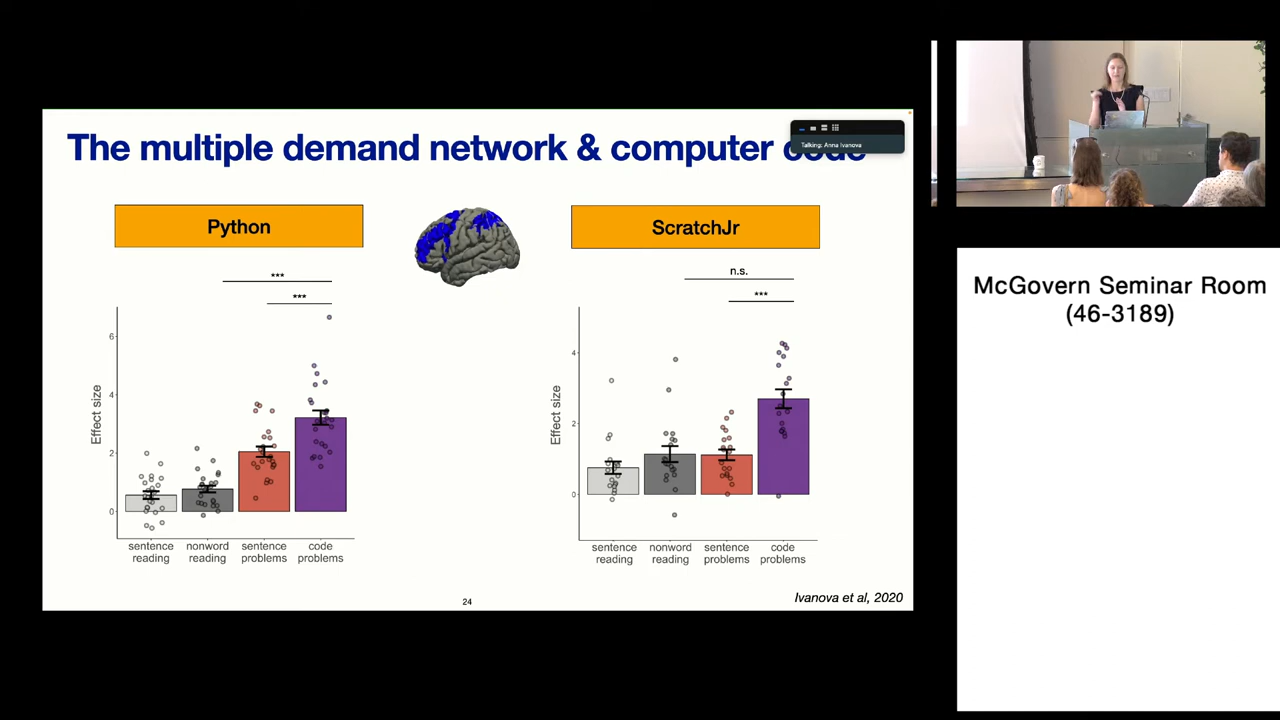 The multiple demand network & computer code
Talking: Anna Ivanova
Python
ScratchJr
***
***
n.s.
***
Effect size
6
4
2
0
sentence reading
nonword reading
sentence problems
code problems
Effect size
4
2
0
sentence reading
nonword reading
sentence problems
code problems
24
Ivanova et al, 2020
McGovern Seminar Room
(46-3189)